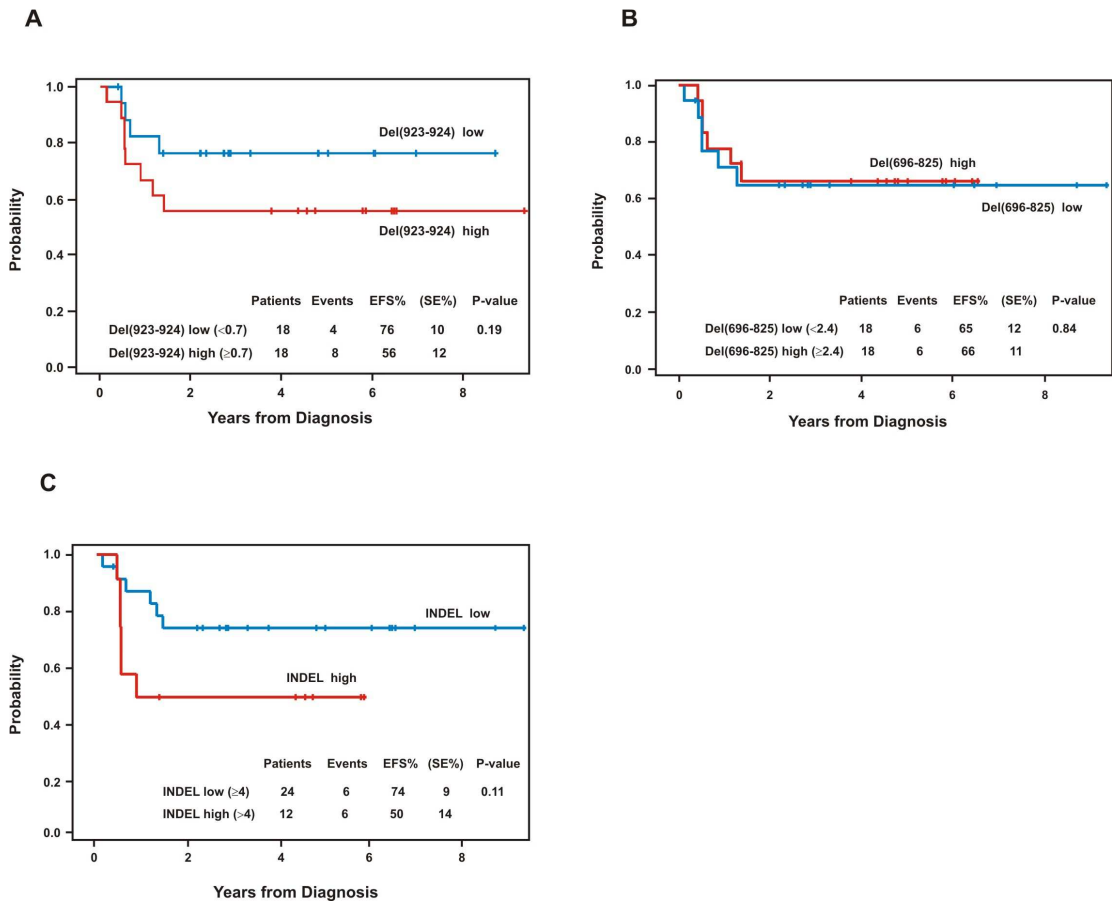 A
1.0
0.8
0.6
0.4
0.2
0.0
Probability
Del(923-924) low
Del(923-924) high
Patients Events EFS% (SE%) P-value
Del(923-924) low (<0.7) 18 4 76 10 0.19
Del(923-924) high (≥0.7) 18 8 56 12
0 2 4 6 8
Years from Diagnosis
B
1.0
0.8
0.6
0.4
0.2
0.0
Probability
Del(696-825) high
Del(696-825) low
Patients Events EFS% (SE%) P-value
Del(696-825) low (<2.4) 18 6 65 12 0.84
Del(696-825) high (≥2.4) 18 6 66 11
0 2 4 6 8
Years from Diagnosis
C
1.0
0.8
0.6
0.4
0.2
0.0
Probability
INDEL low
INDEL high
Patients Events EFS% (SE%) P-value
INDEL low (≥4) 24 6 74 9 0.11
INDEL high (>4) 12 6 50 14
0 2 4 6 8
Years from Diagnosis